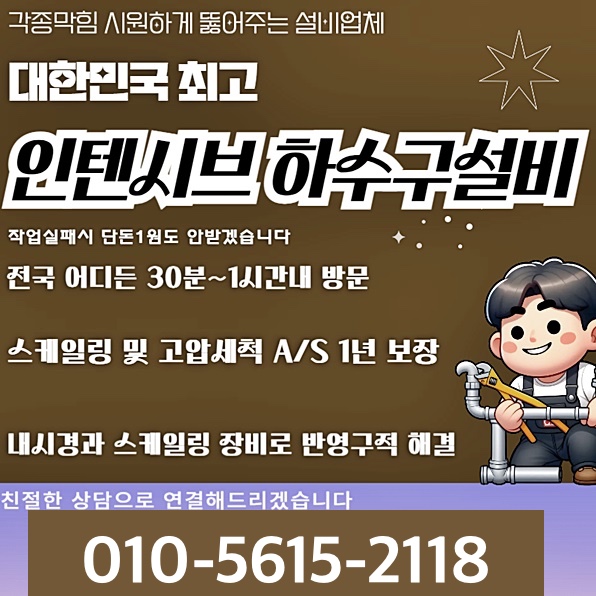 각종막힘 시원하게 뚫어주는 설비업체
대한민국 최고
인텐시브 하수구설비
작업실패시 단돈1원도 안받겠습니다
전국 어디든 30분~1시간내 방문
스케일링 및 고압세척 A/S 1년 보장
내시경과 스케일링 장비로 반영구적 해결
친절한 상담으로 연결해드리겠습니다
010-5615-2118